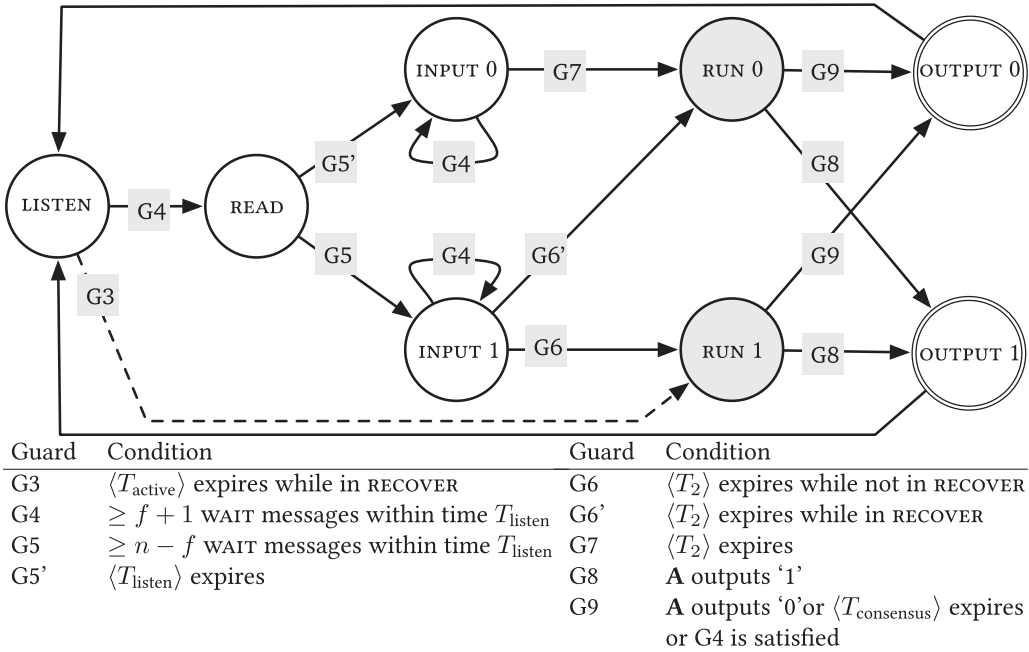 INPUT 0
G7
RUN 0
G9
OUTPUT 0
G5'
G4
G8
LISTEN
G4
READ
G5
G4
G6'
G9
G3
INPUT 1
G6
RUN 1
G8
OUTPUT 1
Guard Condition
G3 ⟨T_active⟩ expires while in RECOVER
G4 ≥ f + 1 WAIT messages within time T_listen
G5 ≥ n − f WAIT messages within time T_listen
G5' ⟨T_listen⟩ expires
Guard Condition
G6 ⟨T_2⟩ expires while not in RECOVER
G6' ⟨T_2⟩ expires while in RECOVER
G7 ⟨T_2⟩ expires
G8 A outputs ‘1’
G9 A outputs ‘0’or ⟨T_consensus⟩ expires
or G4 is satisfied